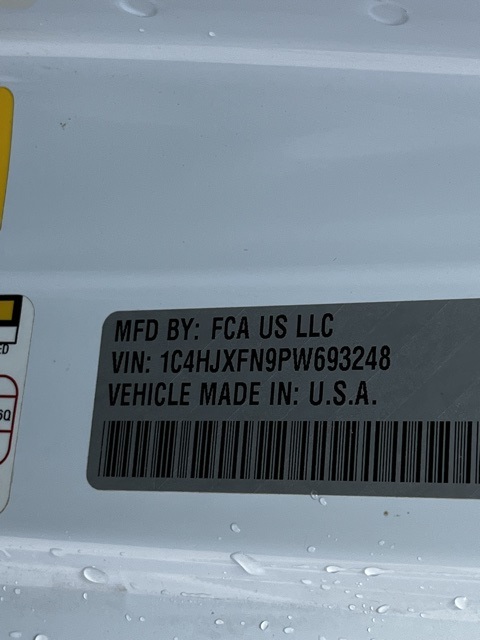 MFD BY: FCA US LLC
VIN: 1C4HJXFN9PW693248
VEHICLE MADE IN: U.S.A.